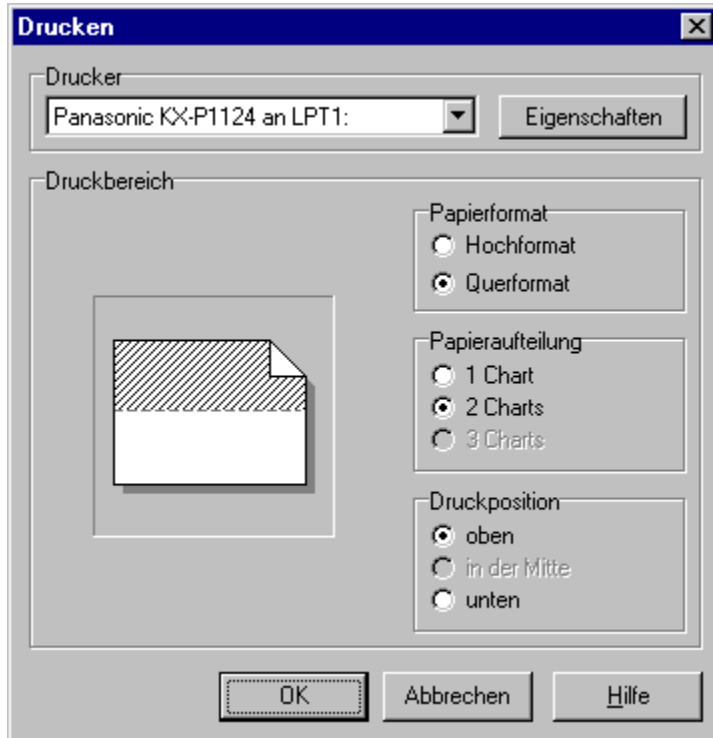 Drucken
Drucker
Panasonic KX-P1124 an LPT1:
Eigenschaften
Druckbereich
Papierformat
Hochformat
Querformat
Papieraufteilung
1 Chart
2 Charts
3 Charts
Druckposition
oben
in der Mitte
unten
OK
Abbrechen
Hilfe